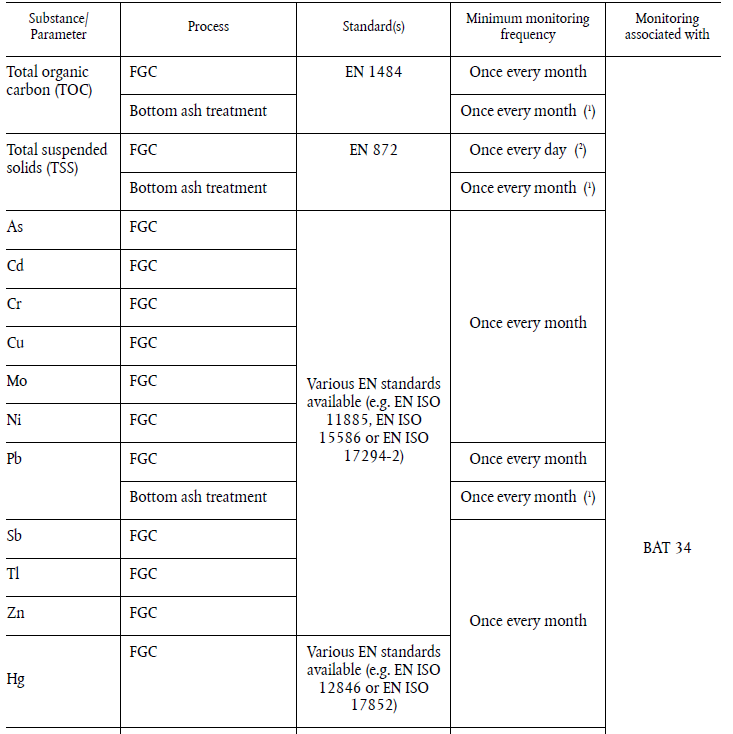 Substance/
Parameter
Process
Standard(s)
Minimum monitoring
frequency
Monitoring
associated with
Total organic
carbon (TOC)
FGC
EN 1484
Once every month
Bottom ash treatment
Once every month (¹)
Total suspended
solids (TSS)
FGC
EN 872
Once every day (²)
Bottom ash treatment
Once every month (¹)
As
FGC
Cd
FGC
Cr
FGC
Once every month
Cu
FGC
Mo
FGC
Various EN standards
available (e.g. EN ISO
11885, EN ISO
15586 or EN ISO
17294-2)
Ni
FGC
Pb
FGC
Once every month
Bottom ash treatment
Once every month (¹)
Sb
FGC
BAT 34
Tl
FGC
Zn
FGC
Once every month
Hg
FGC
Various EN standards
available (e.g. EN ISO
12846 or EN ISO
17852)